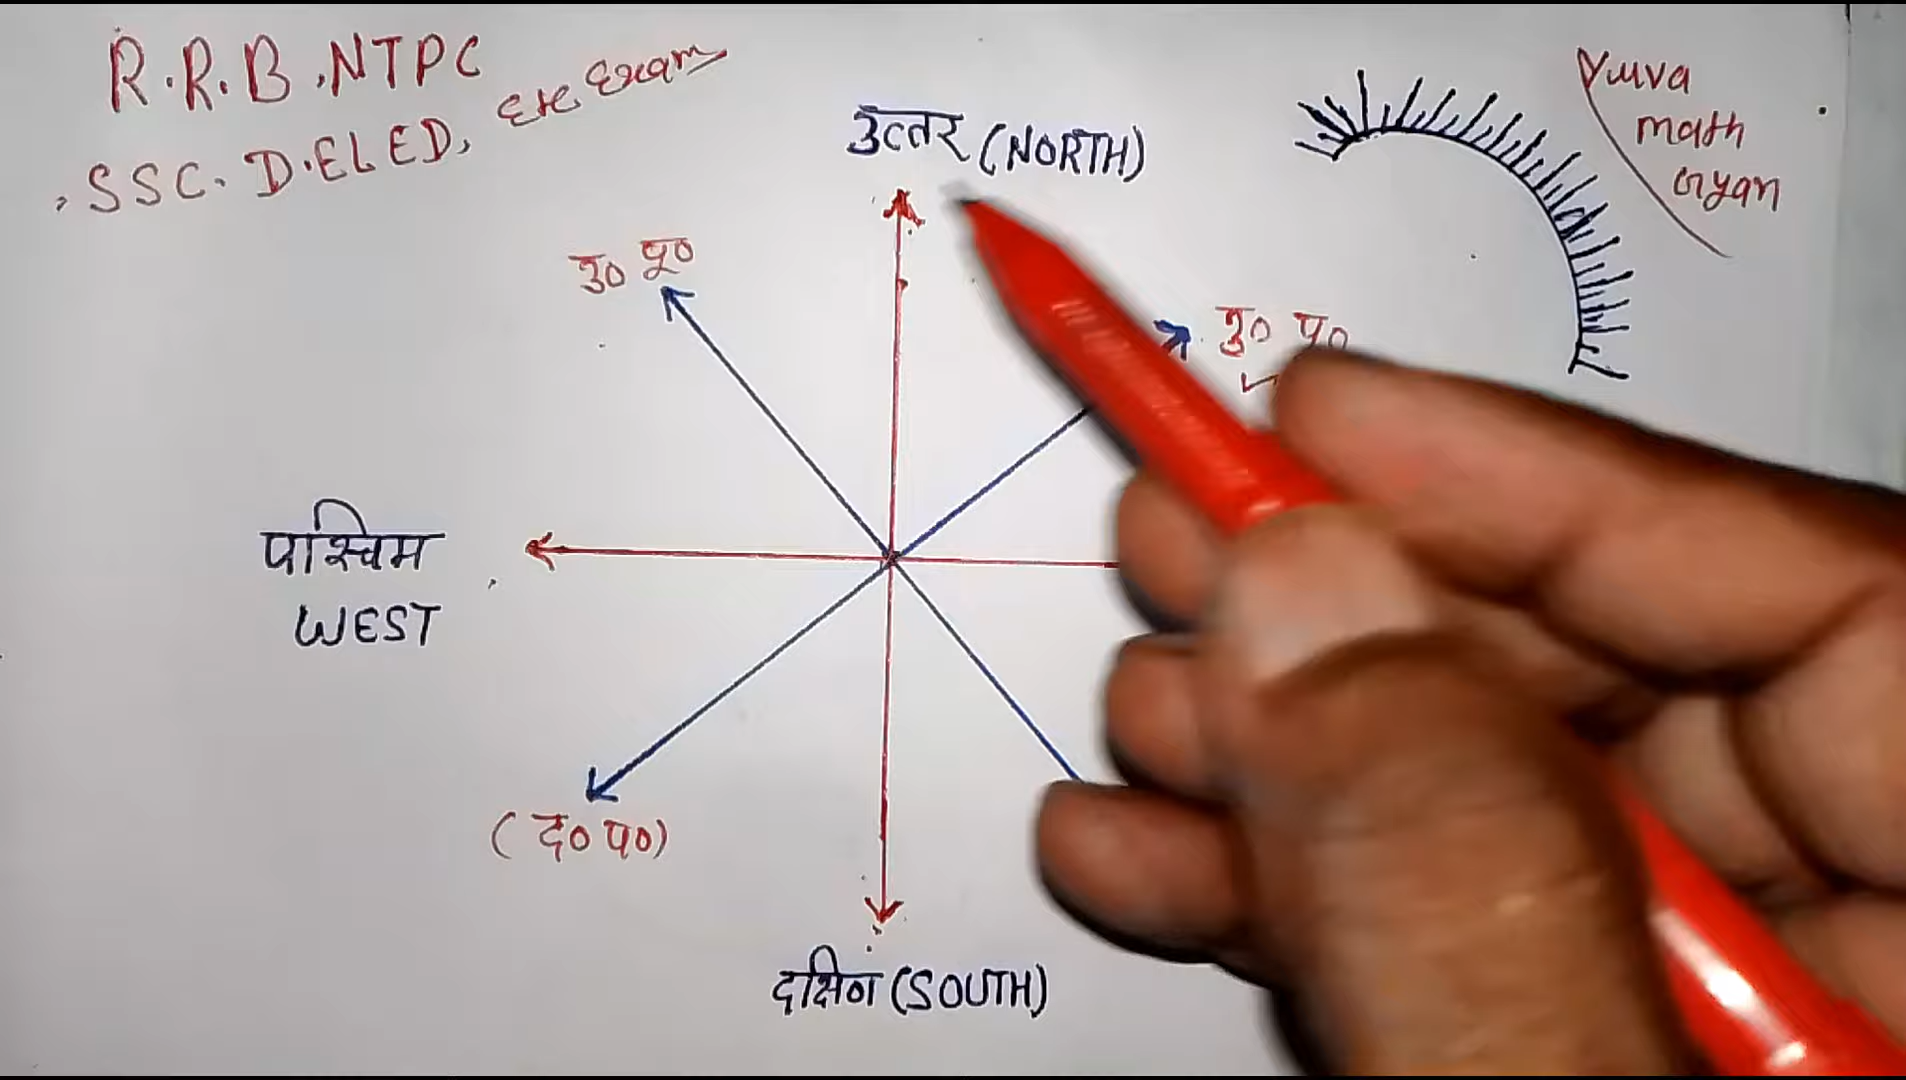 R.R.B.NTPC
SSC. D.ELED, etc exam
Yuva
math
Gyan
उत्तर (NORTH)
उ० पू०
उ० प०
पश्चिम
WEST
(द० प०)
दक्षिण (SOUTH)